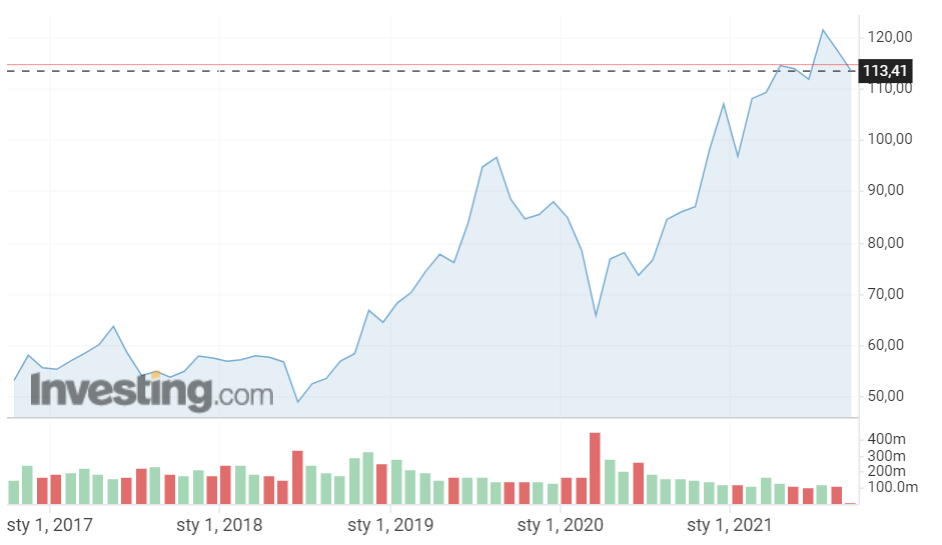 120,00
113,41
110,00
100,00
90,00
80,00
70,00
60,00
50,00
Investing.com
400m
300m
200m
100.0m
sty 1, 2017 sty 1, 2018 sty 1, 2019 sty 1, 2020 sty 1, 2021